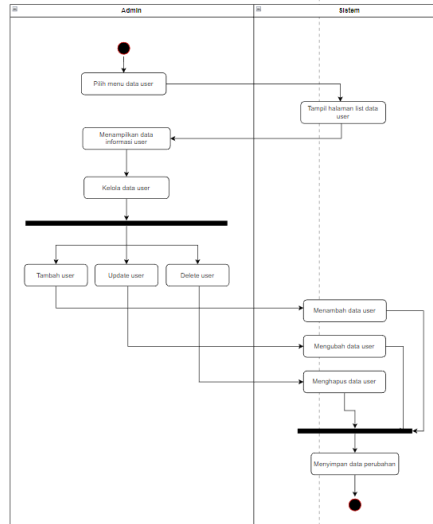 Admin
Sistem
Pilih menu data user
Tampil halaman list data
user
Menampilkan data
informasi user
Kelola data user
Tambah user
Update user
Delete user
Menambah data user
Mengubah data user
Menghapus data user
Menyimpan data perubahan